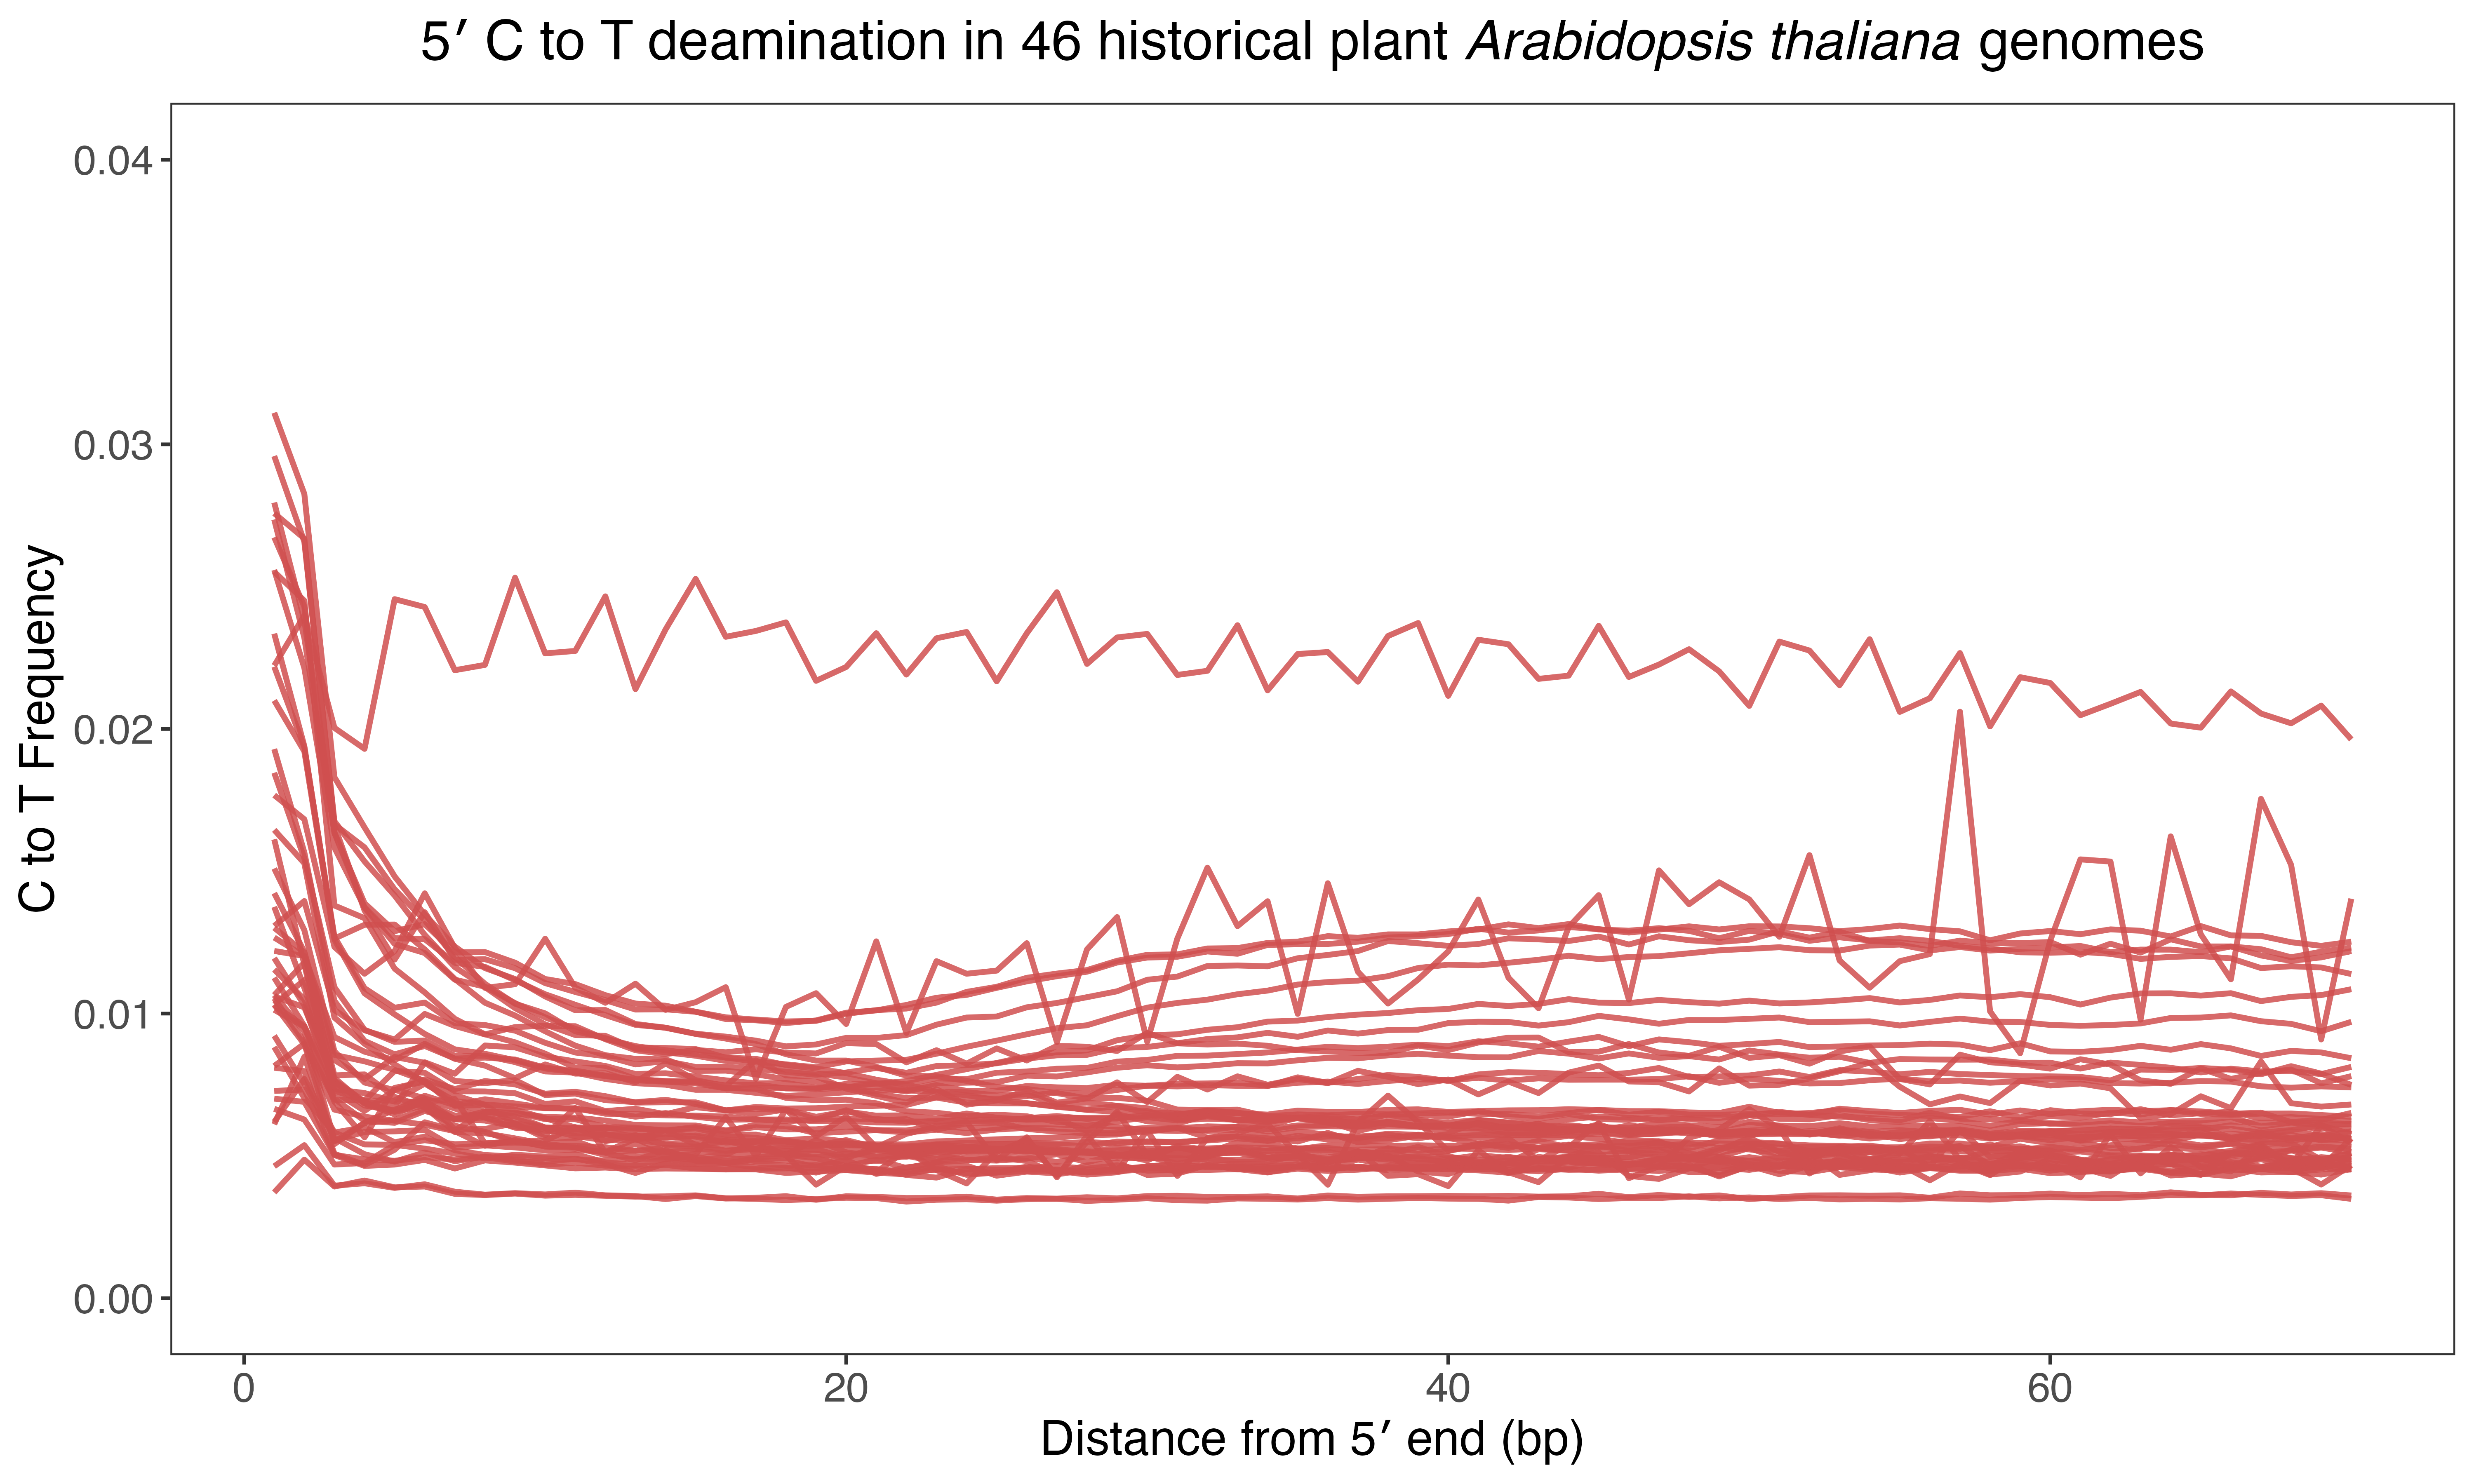 5′ C to T deamination in 46 historical plant Arabidopsis thaliana genomes
0.04
0.03
0.02
0.01
0.00
C to T Frequency
0 20 40 60
Distance from 5′ end (bp)